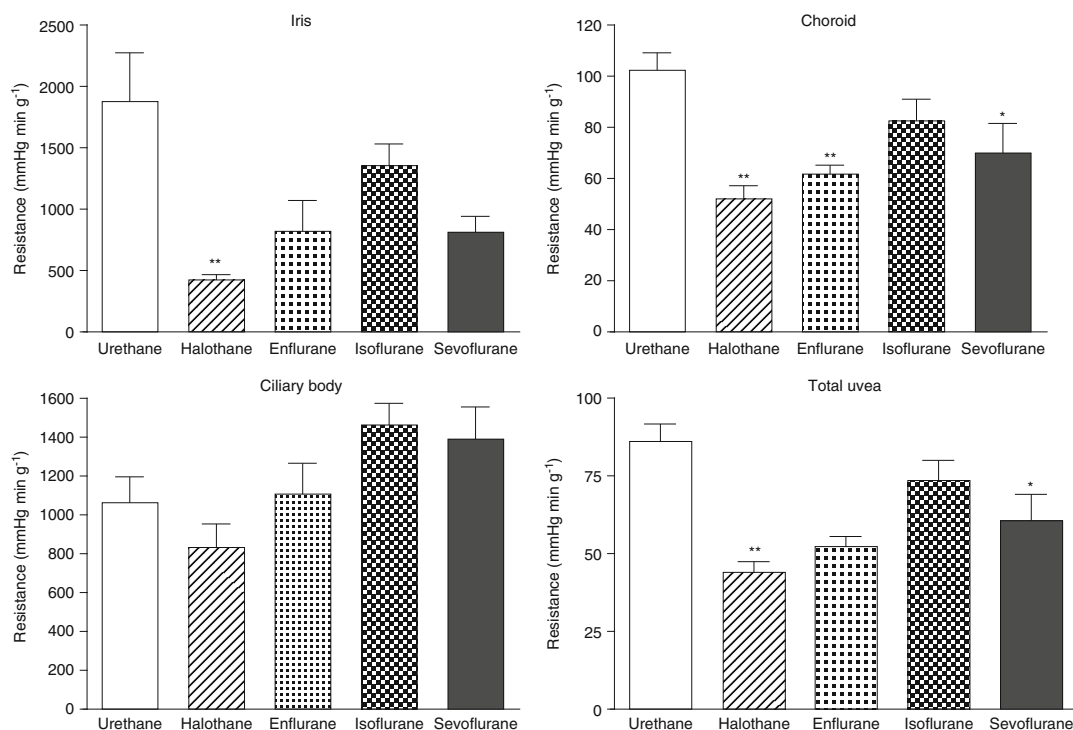 Iris
Resistance (mmHg min g⁻¹)
2500
2000
1500
1000
500
0
**
Urethane Halothane Enflurane Isoflurane Sevoflurane
Choroid
Resistance (mmHg min g⁻¹)
120
100
80
60
40
20
0
** ** *
Urethane Halothane Enflurane Isoflurane Sevoflurane
Ciliary body
Resistance (mmHg min g⁻¹)
1600
1400
1200
1000
800
600
400
200
0
Urethane Halothane Enflurane Isoflurane Sevoflurane
Total uvea
Resistance (mmHg min g⁻¹)
100
75
50
25
0
** *
Urethane Halothane Enflurane Isoflurane Sevoflurane